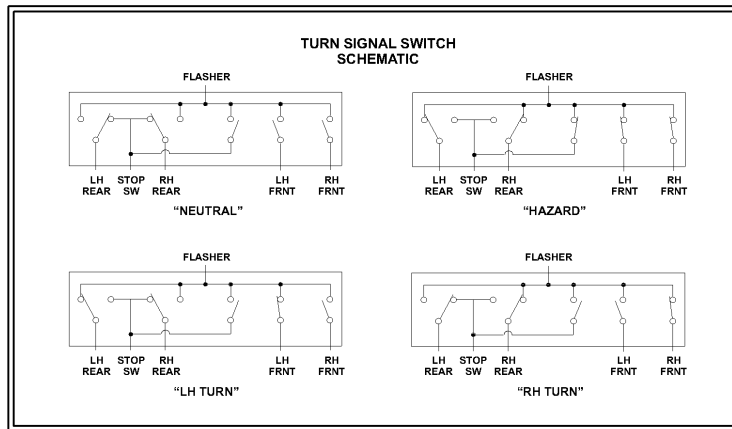 TURN SIGNAL SWITCH
SCHEMATIC
FLASHER
LH REAR
STOP SW
RH REAR
LH FRNT
RH FRNT
“NEUTRAL”
FLASHER
LH REAR
STOP SW
RH REAR
LH FRNT
RH FRNT
“HAZARD”
FLASHER
LH REAR
STOP SW
RH REAR
LH FRNT
RH FRNT
“LH TURN”
FLASHER
LH REAR
STOP SW
RH REAR
LH FRNT
RH FRNT
“RH TURN”